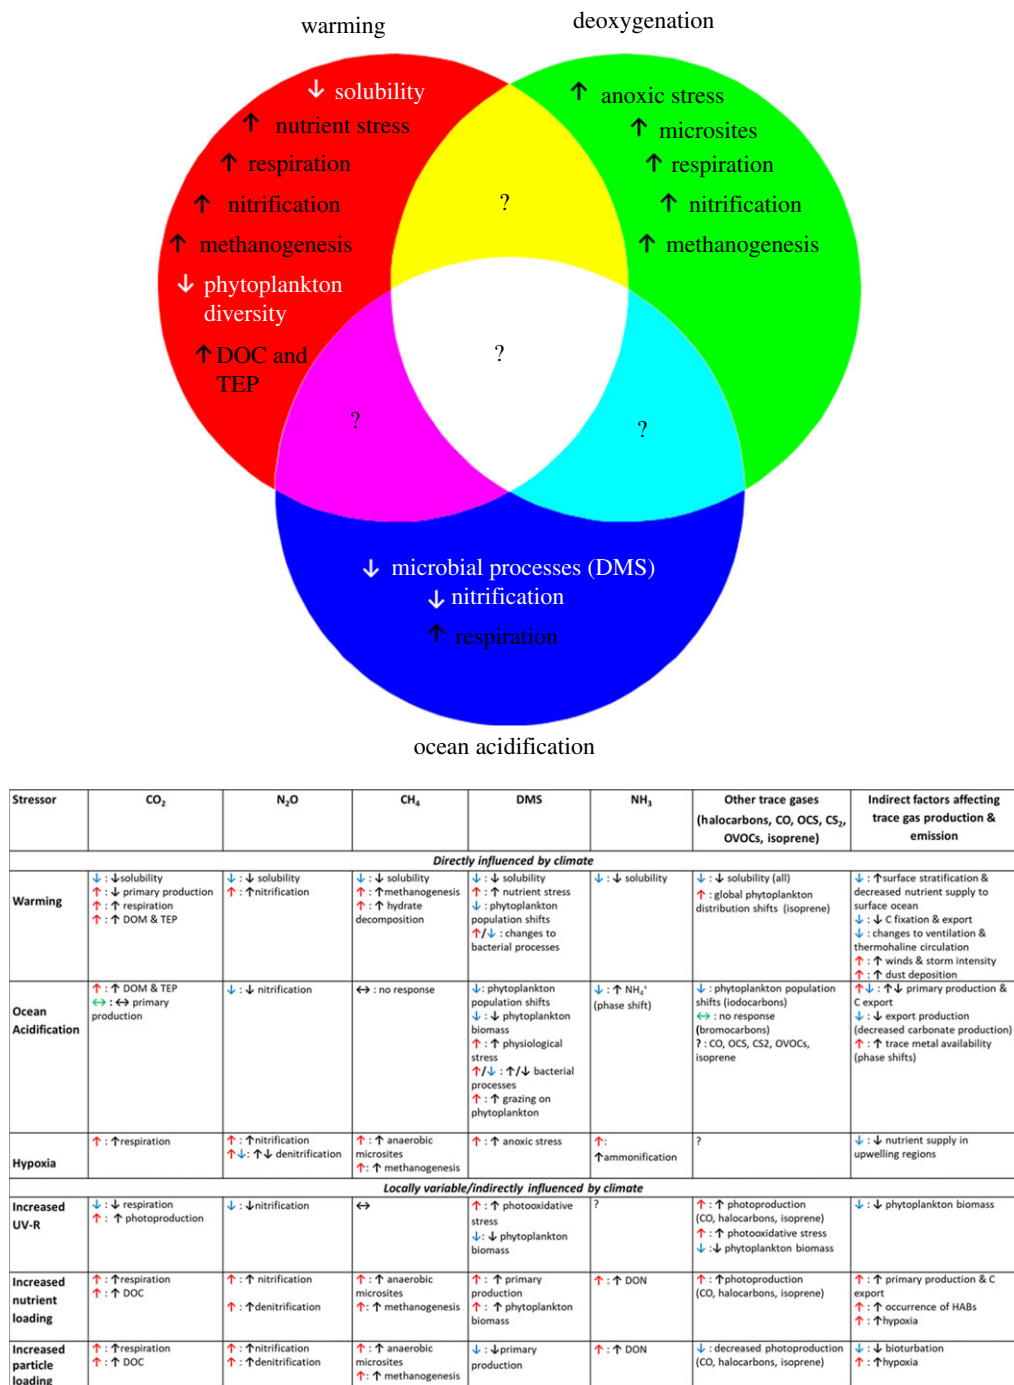 warming
deoxygenation
↓ solubility
↑ nutrient stress
↑ respiration
↑ nitrification
↑ methanogenesis
↓ phytoplankton
diversity
↑ DOC and
TEP
↑ anoxic stress
↑ microsites
↑ respiration
↑ nitrification
↑ methanogenesis
?
?
?
?
↓ microbial processes (DMS)
↓ nitrification
↑ respiration
ocean acidification
Stressor
CO₂
N₂O
CH₄
DMS
NH₃
Other trace gases
(halocarbons, CO, OCS, CS₂,
OVOCs, isoprene)
Indirect factors affecting
trace gas production &
emission
Directly influenced by climate
Warming
↓ : ↓solubility
↑ : ↓ primary production
↑ : ↑ respiration
↑ : ↑ DOM & TEP
↓ : ↓ solubility
↑ : ↑nitrification
↓ : ↓ solubility
↑ : ↑methanogenesis
↑ : ↑ hydrate
decomposition
↓ : ↓ solubility
↑ : ↑ nutrient stress
↓ : phytoplankton
population shifts
↑/↓ : changes to
bacterial processes
↓ : ↓ solubility
↓ : ↓ solubility (all)
↑ : global phytoplankton
distribution shifts (isoprene)
↓ : ↑surface stratification &
decreased nutrient supply to
surface ocean
↓ : ↓ C fixation & export
↓ : changes to ventilation &
thermohaline circulation
↑ : ↑ winds & storm intensity
↑ : ↑ dust deposition
Ocean
Acidification
↑ : ↑ DOM & TEP
↔ : ↔ primary
production
↓ : ↓ nitrification
↔ : no response
↓: phytoplankton
population shifts
↓ : ↓ phytoplankton
biomass
↑ : ↑ physiological
stress
↑/↓ : ↑/↓ bacterial
processes
↑ : ↑ grazing on
phytoplankton
↓ : ↑ NH₄⁺
(phase shift)
↓ : phytoplankton population
shifts (iodocarbons)
↔ : no response
(bromocarbons)
? : CO, OCS, CS2, OVOCs,
isoprene
↑↓ : ↑↓ primary production &
C export
↓ : ↓ export production
(decreased carbonate production)
↑ : ↑ trace metal availability
(phase shifts)
Hypoxia
↑ : ↑respiration
↑ : ↑nitrification
↑↓ : ↑↓ denitrification
↑ : ↑ anaerobic
microsites
↑ : ↑ methanogenesis
↑ : ↑ anoxic stress
↑ :
↑ammonification
?
↓ : ↓ nutrient supply in
upwelling regions
Locally variable/indirectly influenced by climate
Increased
UV-R
↓ : ↓ respiration
↑ : ↑ photoproduction
↓ : ↓nitrification
↔
↑ : ↑ photooxidative
stress
↓ : ↓ phytoplankton
biomass
?
↑ : ↑ photoproduction
(CO, halocarbons, isoprene)
↑ : ↑ photooxidative stress
↓ :↓ phytoplankton biomass
↓ : ↓ phytoplankton biomass
Increased
nutrient
loading
↑ : ↑respiration
↑ : ↑ DOC
↑ : ↑ nitrification
↑ : ↑denitrification
↑ : ↑ anaerobic
microsites
↑ : ↑ methanogenesis
↑ : ↑ primary
production
↑ : ↑ phytoplankton
biomass
↑ : ↑ DON
↑ : ↑photoproduction
(CO, halocarbons, isoprene)
↑ : ↑ primary production & C
export
↑ : ↑ occurrence of HABs
↑ : ↑hypoxia
Increased
particle
loading
↑ : ↑respiration
↑ : ↑ DOC
↑ : ↑nitrification
↑ : ↑denitrification
↑ : ↑ anaerobic
microsites
↑ : ↑ methanogenesis
↓ : ↓primary
production
↑ : ↑ DON
↓ : decreased photoproduction
(CO, halocarbons, isoprene)
↓ : ↓ bioturbation
↑ : ↑hypoxia